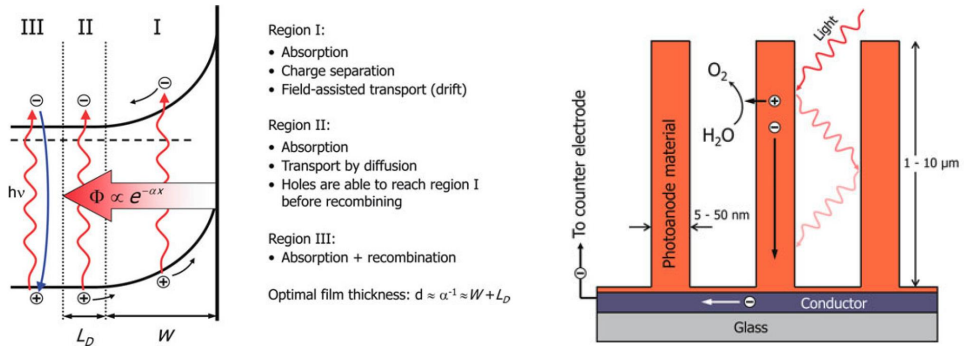 III II I
hν
Φ ∝ e^{-αx}
L_D W
Region I:
• Absorption
• Charge separation
• Field-assisted transport (drift)
Region II:
• Absorption
• Transport by diffusion
• Holes are able to reach region I
before recombining
Region III:
• Absorption + recombination
Optimal film thickness: d ≈ α⁻¹ ≈ W + L_D
Light
O₂
H₂O
To counter electrode
Photoanode material
5 - 50 nm
1 - 10 μm
Conductor
Glass